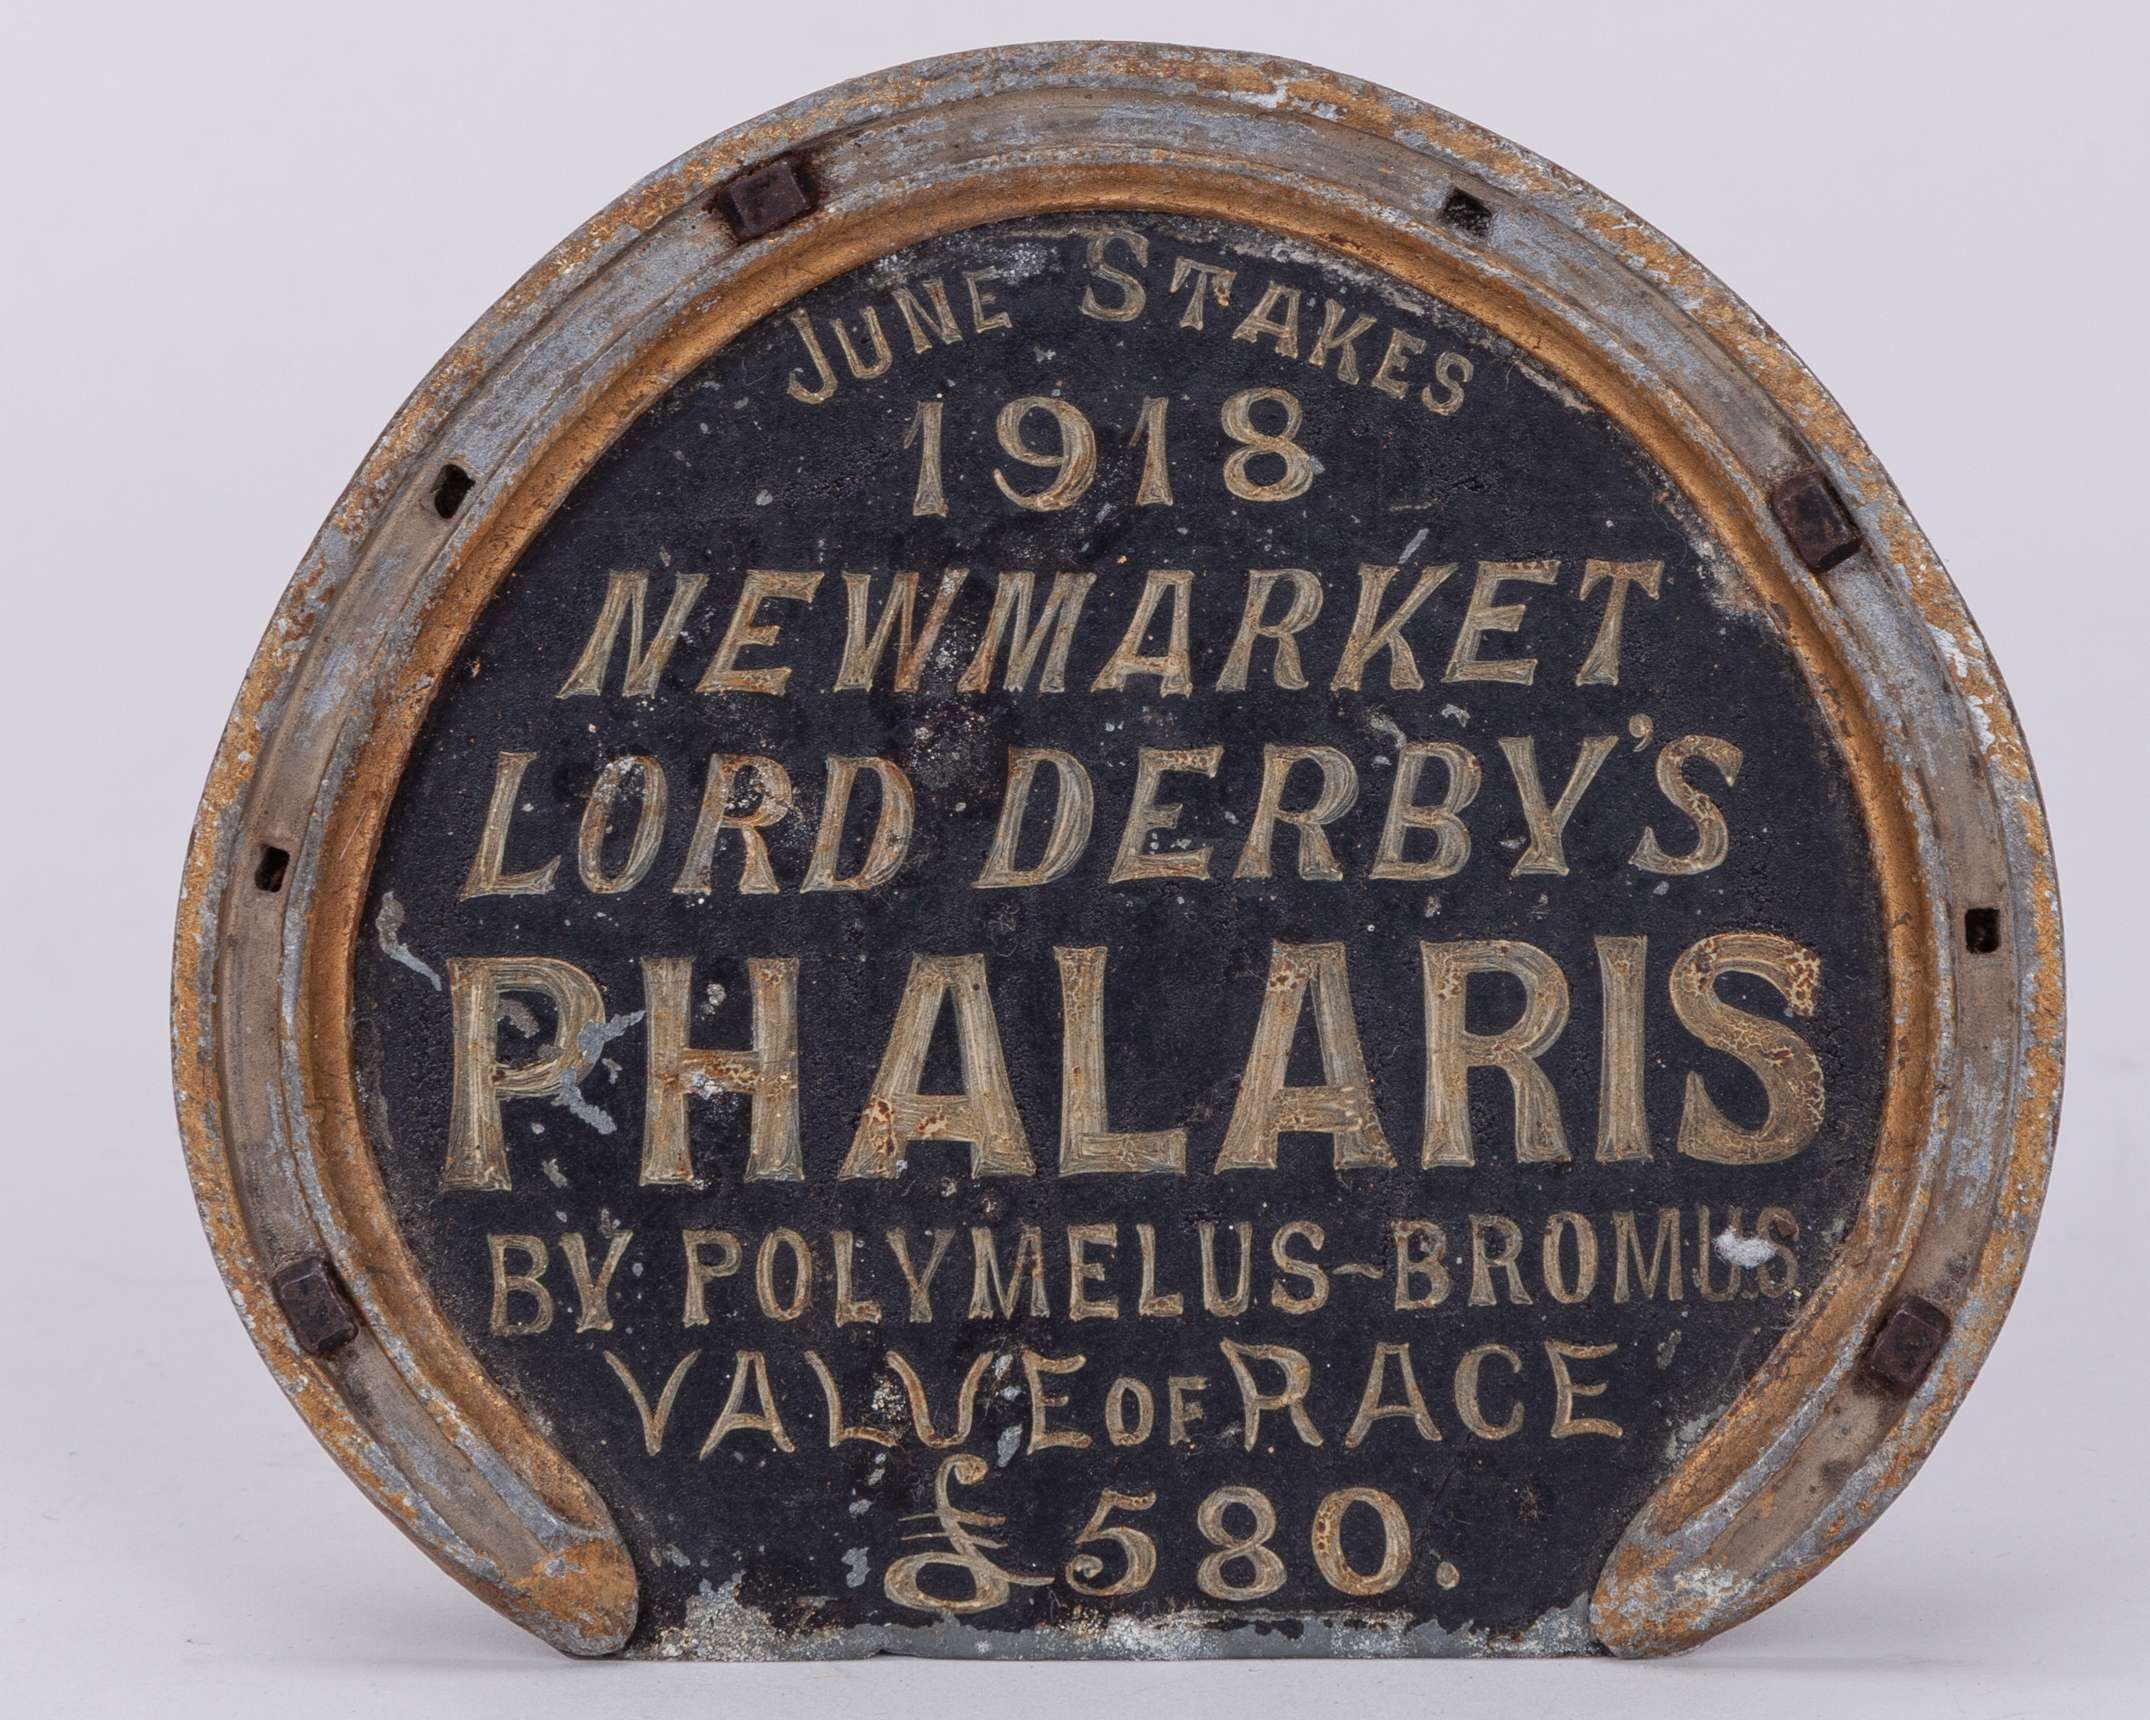 JUNE STAKES
1918
NEWMARKET
LORD DERBY'S
PHALARIS
BY POLYMELUS~BROMUS
VALUE OF RACE
£580.